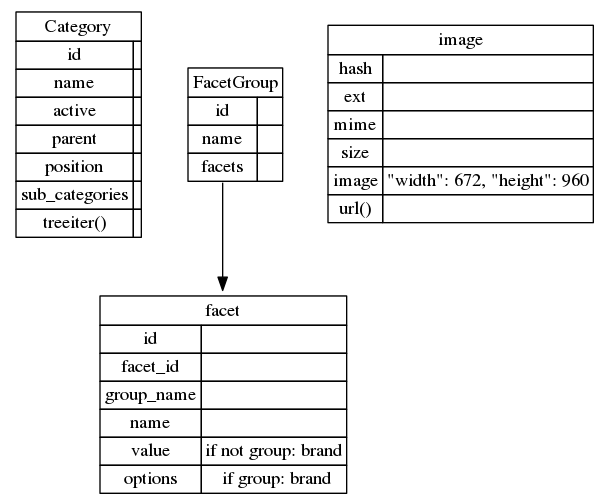 Category
id
name
active
parent
position
sub_categories
treeiter()
FacetGroup
id
name
facets
image
hash
ext
mime
size
image "width": 672, "height": 960
url()
facet
id
facet_id
group_name
name
value if not group: brand
options if group: brand